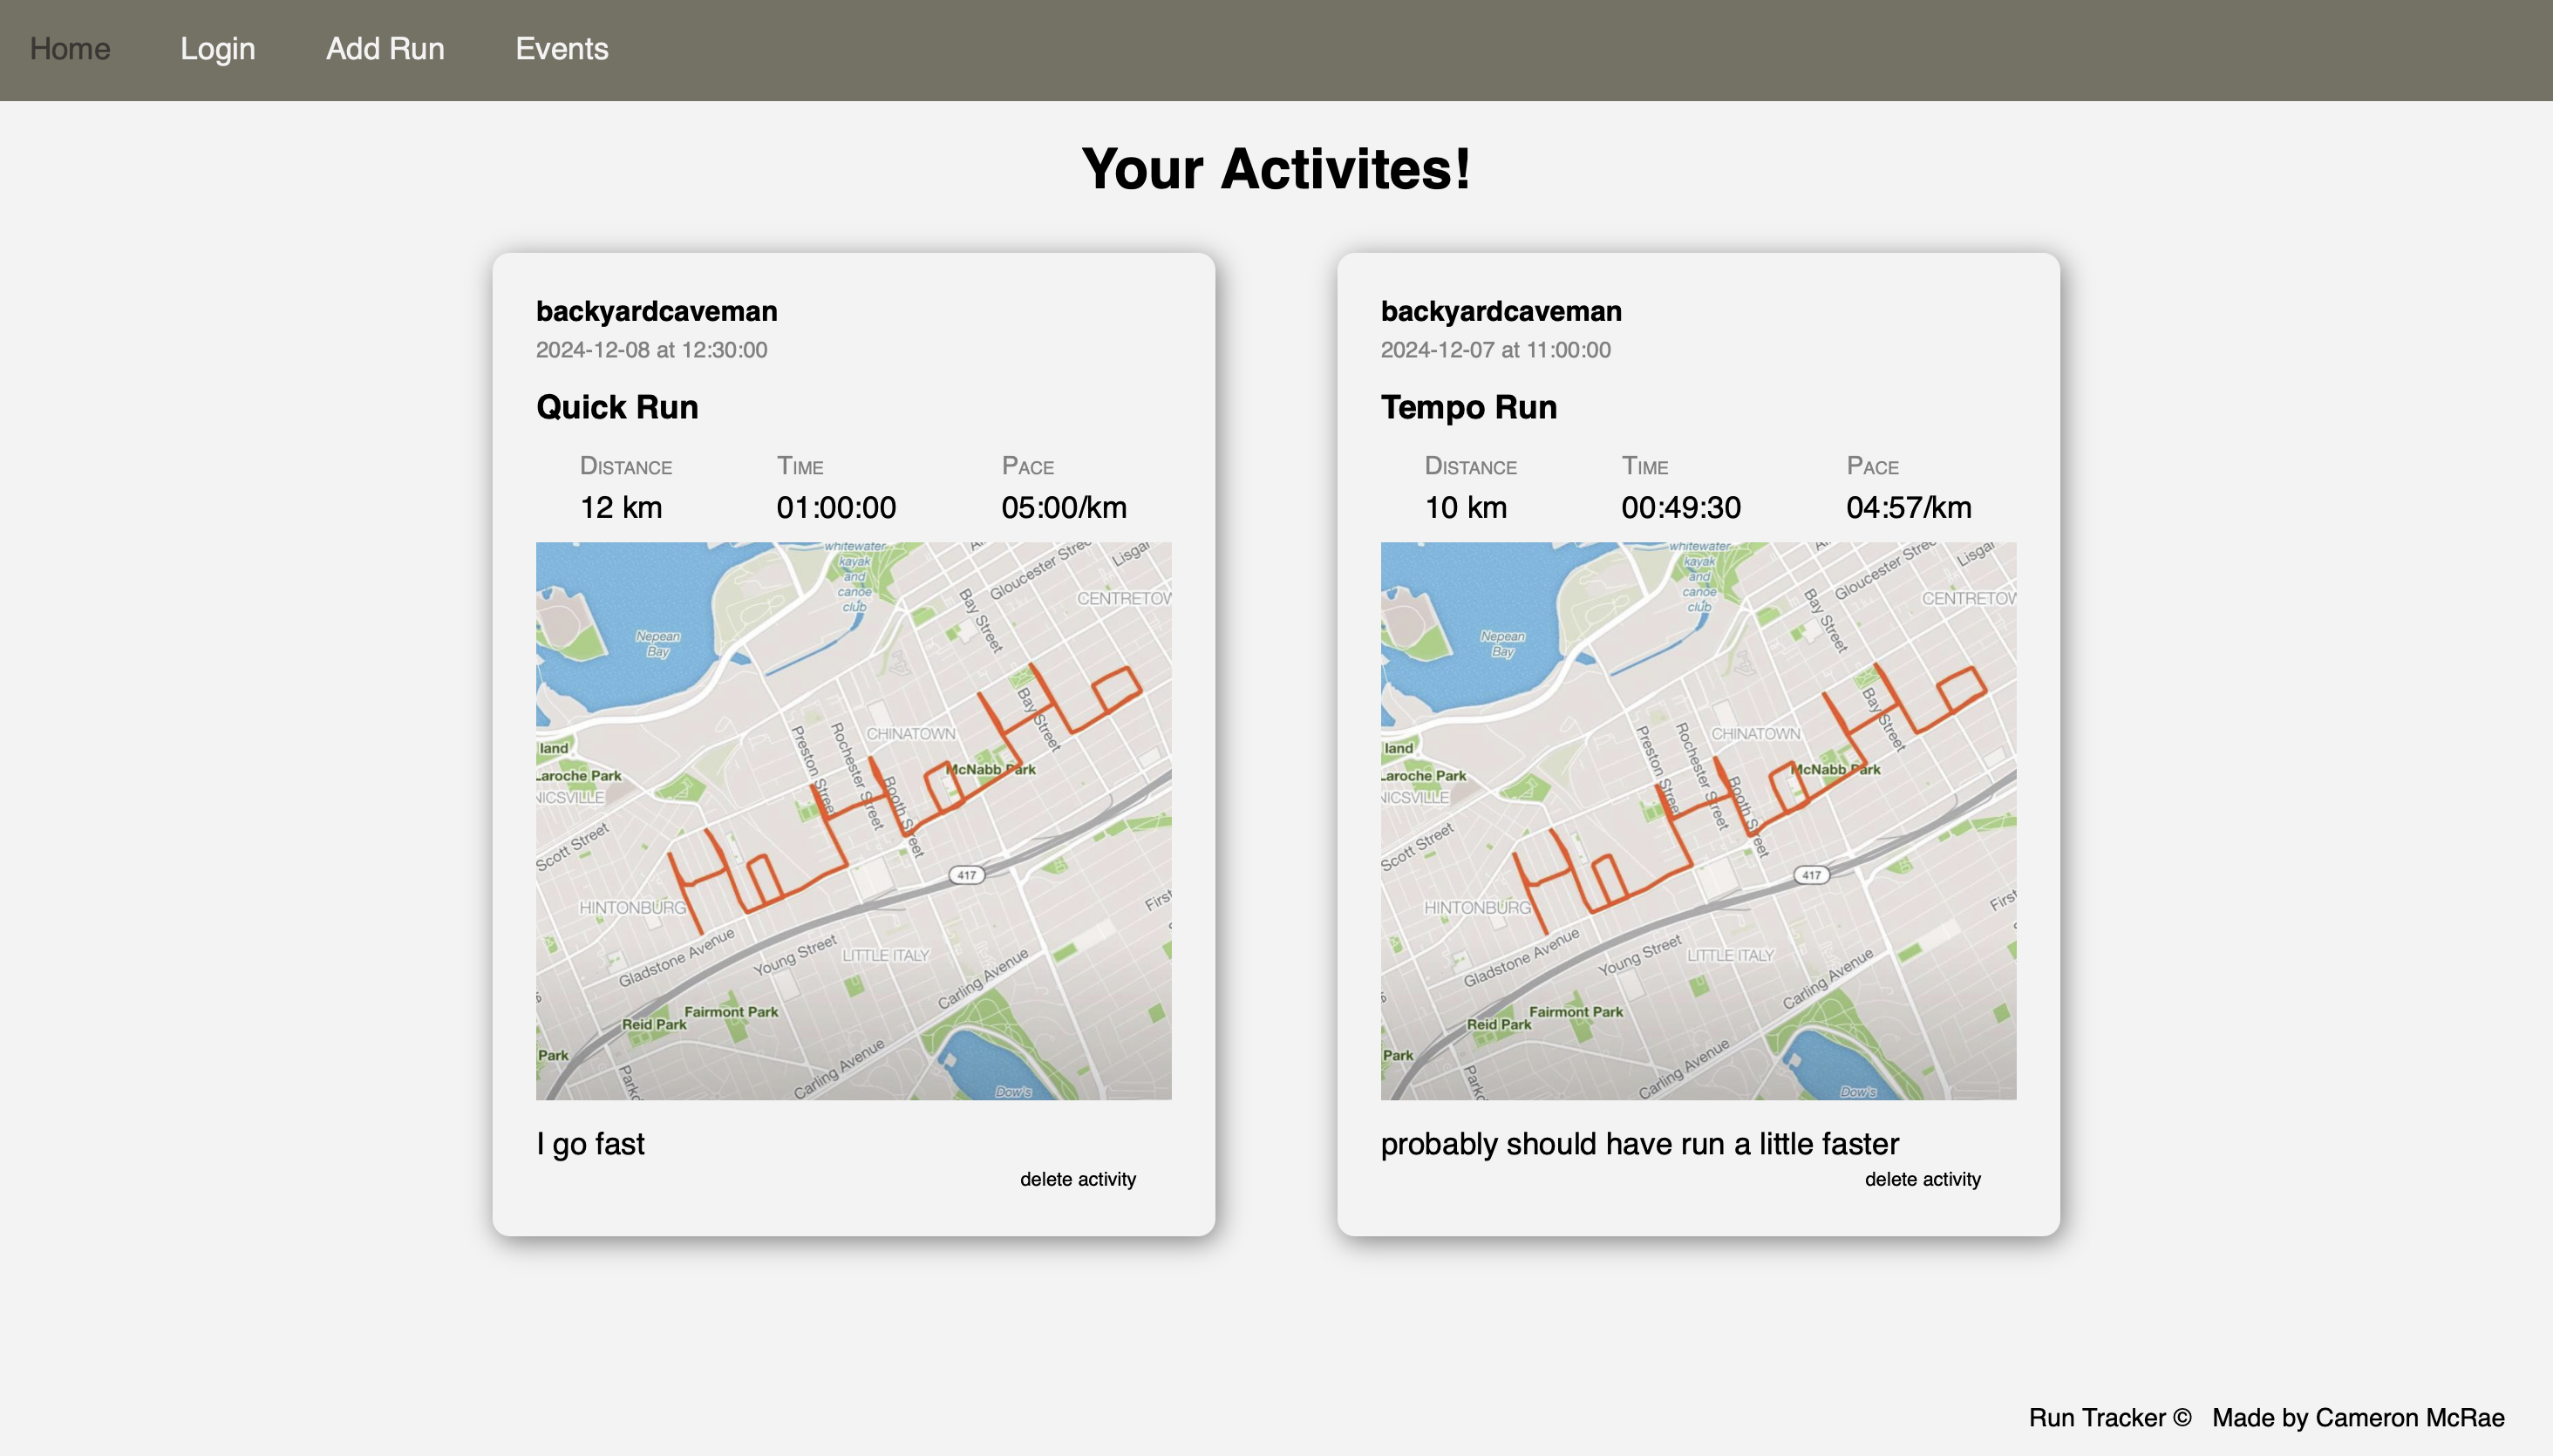 Home Login Add Run Events
Your Activites!
backyardcaveman
2024-12-08 at 12:30:00
Quick Run
Distance Time Pace
12 km 01:00:00 05:00/km
whitewater
kayak
and
canoe
club
Gloucester Stree
Lisgar
Bay Street
CENTRETOW
Nepean
Bay
Bay Street
CHINATOWN
Preston Street
Rochester Street
Booth Street
McNabb Park
land
Laroche Park
NICSVILLE
Scott Street
417
HINTONBURG
First
Gladstone Avenue
Young Street
LITTLE ITALY
Carling Avenue
Fairmont Park
Reid Park
Park
Carling Avenue
Parkd
Dow's
I go fast
delete activity
backyardcaveman
2024-12-07 at 11:00:00
Tempo Run
Distance Time Pace
10 km 00:49:30 04:57/km
whitewater
kayak
and
canoe
club
Gloucester Stree
Lisgar
Bay Street
CENTRETOW
Nepean
Bay
Bay Street
CHINATOWN
Preston Street
Rochester Street
Booth Street
McNabb Park
land
Laroche Park
NICSVILLE
Scott Street
417
HINTONBURG
First
Gladstone Avenue
Young Street
LITTLE ITALY
Carling Avenue
Fairmont Park
Reid Park
Park
Carling Avenue
Parkd
Dow's
probably should have run a little faster
delete activity
Run Tracker © Made by Cameron McRae